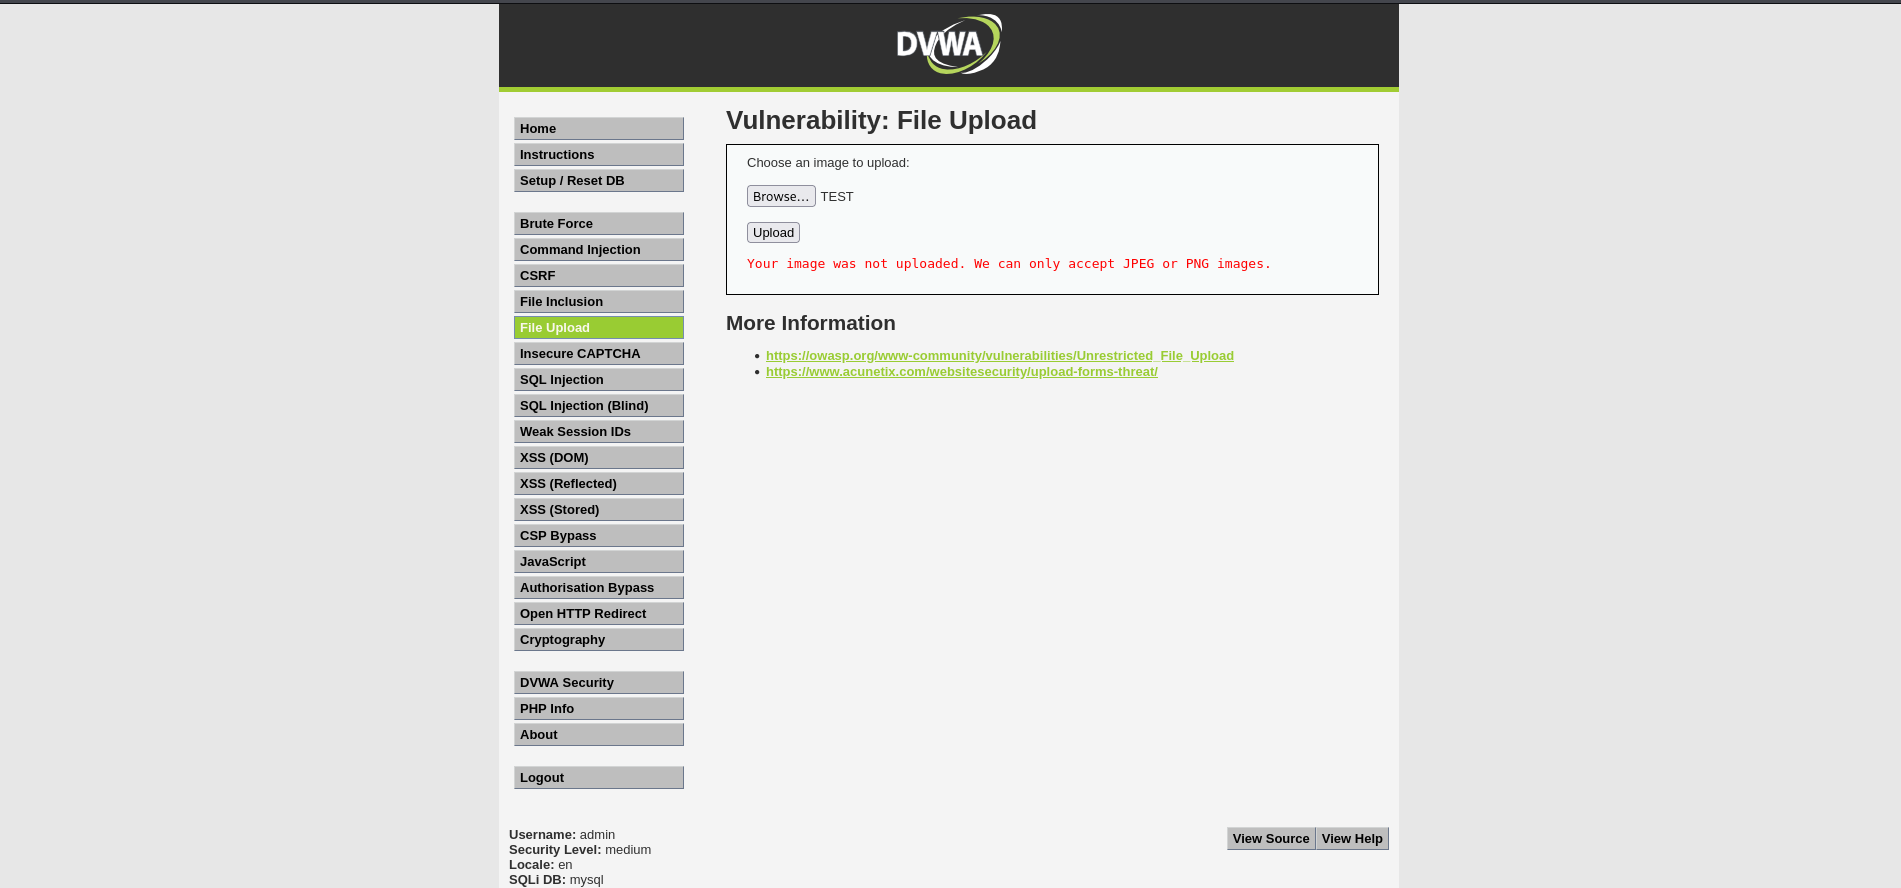 DVWA
Home
Instructions
Setup / Reset DB
Brute Force
Command Injection
CSRF
File Inclusion
File Upload
Insecure CAPTCHA
SQL Injection
SQL Injection (Blind)
Weak Session IDs
XSS (DOM)
XSS (Reflected)
XSS (Stored)
CSP Bypass
JavaScript
Authorisation Bypass
Open HTTP Redirect
Cryptography
DVWA Security
PHP Info
About
Logout
Vulnerability: File Upload
Choose an image to upload:
Browse... TEST
Upload
Your image was not uploaded. We can only accept JPEG or PNG images.
More Information
• https://owasp.org/www-community/vulnerabilities/Unrestricted_File_Upload
• https://www.acunetix.com/websitesecurity/upload-forms-threat/
Username: admin
Security Level: medium
Locale: en
SQLi DB: mysql
View Source View Help